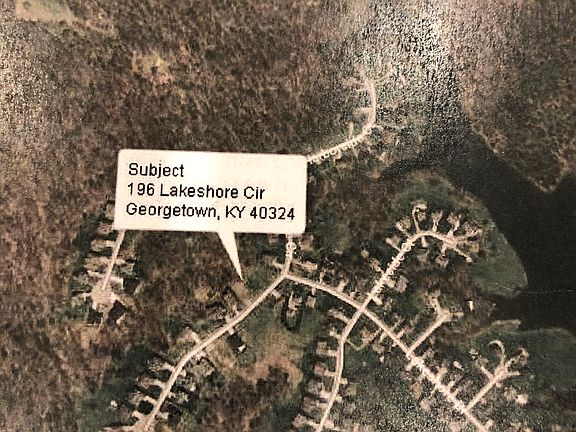 Subject
196 Lakeshore Cir
Georgetown, KY 40324